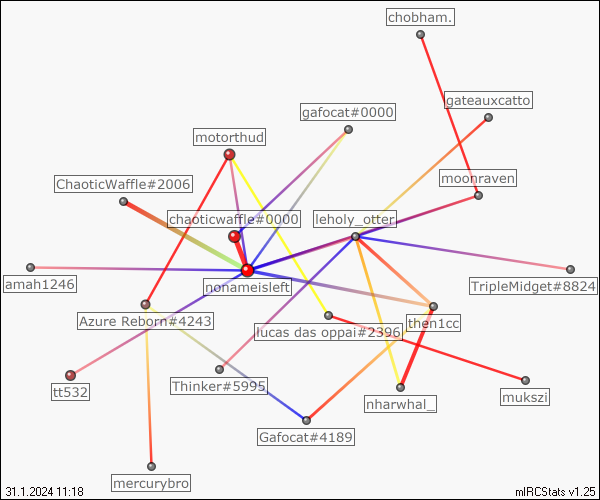 chobham.
gateauxcatto
gafocat#0000
motorthud
moonraven
ChaoticWaffle#2006
chaoticwaffle#0000
leholy_otter
amah1246
nonameisleft
TripleMidget#8824
Azure Reborn#4243
then1cc
lucas das oppai#2396
Thinker#5995
tt532
nharwhal_
mukszi
Gafocat#4189
mercurybro
31.1.2024 11:18
mIRCStats v1.25